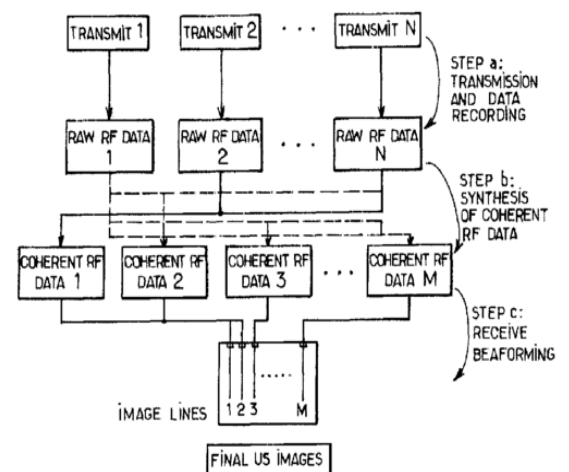 TRANSMIT 1
TRANSMIT 2
. . .
TRANSMIT N
STEP a:
TRANSMISSION
AND DATA
RECORDING
RAW RF DATA
1
RAW RF DATA
2
. . .
RAW RF DATA
N
STEP b:
SYNTHESIS
OF COHERENT
RF DATA
COHERENT RF
DATA 1
COHERENT RF
DATA 2
COHERENT RF
DATA 3
. . .
COHERENT RF
DATA M
STEP c:
RECEIVE
BEAFORMING
.....
IMAGE LINES
1 2 3 M
FINAL US IMAGES